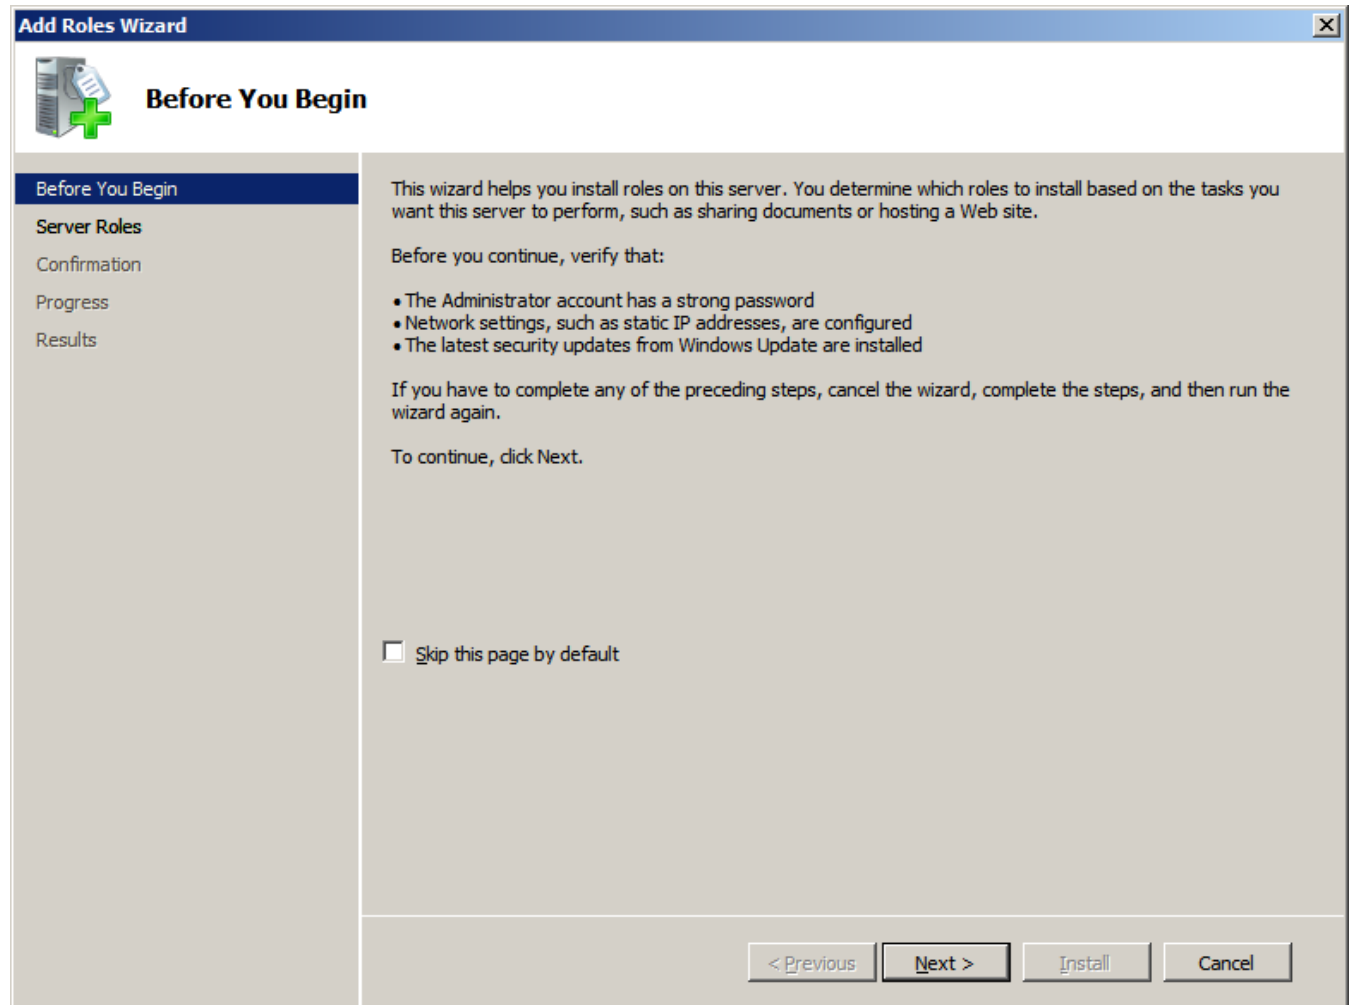 Add Roles Wizard
Before You Begin
Before You Begin
Server Roles
Confirmation
Progress
Results
This wizard helps you install roles on this server. You determine which roles to install based on the tasks you
want this server to perform, such as sharing documents or hosting a Web site.
Before you continue, verify that:
• The Administrator account has a strong password
• Network settings, such as static IP addresses, are configured
• The latest security updates from Windows Update are installed
If you have to complete any of the preceding steps, cancel the wizard, complete the steps, and then run the
wizard again.
To continue, click Next.
Skip this page by default
< Previous
Next >
Install
Cancel